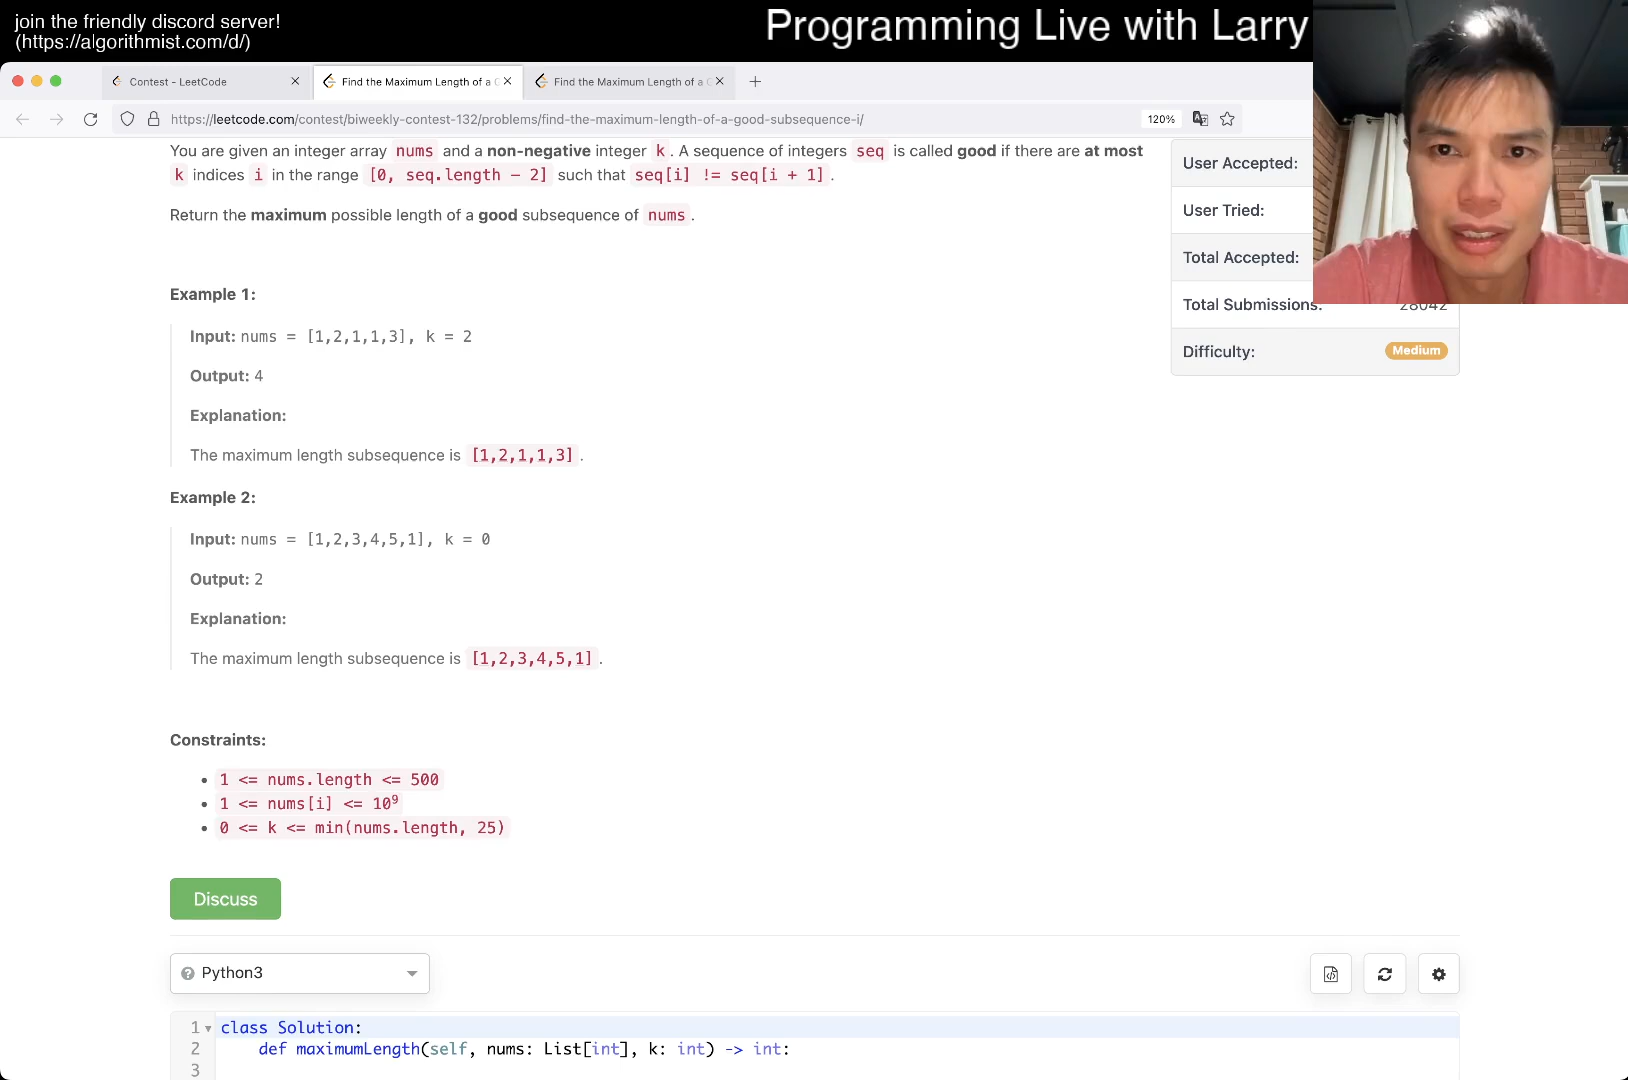 join the friendly discord server!
(https://algorithmist.com/d/)
Programming Live with Larry
Contest - LeetCode
Find the Maximum Length of a G
Find the Maximum Length of a G
https://leetcode.com/contest/biweekly-contest-132/problems/find-the-maximum-length-of-a-good-subsequence-i/
120%
You are given an integer array nums and a non-negative integer k. A sequence of integers seq is called good if there are at most
k indices i in the range [0, seq.length - 2] such that seq[i] != seq[i + 1].
Return the maximum possible length of a good subsequence of nums.
User Accepted:
User Tried:
Total Accepted:
Total Submissions: 28042
Difficulty: Medium
Example 1:
Input: nums = [1,2,1,1,3], k = 2
Output: 4
Explanation:
The maximum length subsequence is [1,2,1,1,3].
Example 2:
Input: nums = [1,2,3,4,5,1], k = 0
Output: 2
Explanation:
The maximum length subsequence is [1,2,3,4,5,1].
Constraints:
• 1 <= nums.length <= 500
• 1 <= nums[i] <= 10⁹
• 0 <= k <= min(nums.length, 25)
Discuss
Python3
1 class Solution:
2     def maximumLength(self, nums: List[int], k: int) -> int:
3